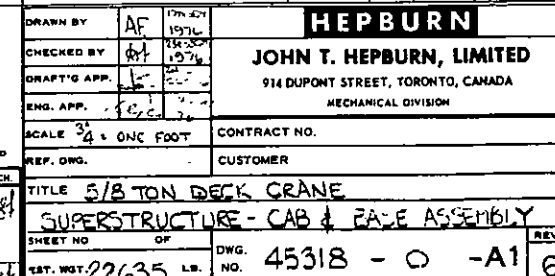 DRAWN BY AF 1976
HEPBURN
CHECKED BY 1976
JOHN T. HEPBURN, LIMITED
DRAFT'G APP.
914 DUPONT STREET, TORONTO, CANADA
ENG. APP.
MECHANICAL DIVISION
SCALE 3/4" = ONE FOOT
CONTRACT NO.
REF. DWG.
CUSTOMER
TITLE 5/8 TON DECK CRANE
SUPERSTRUCTURE - CAB & BASE ASSEMBLY
SHEET NO OF
DWG. NO. 45318 - 0 - A1
REV
EST. WGT. 22635 LB.